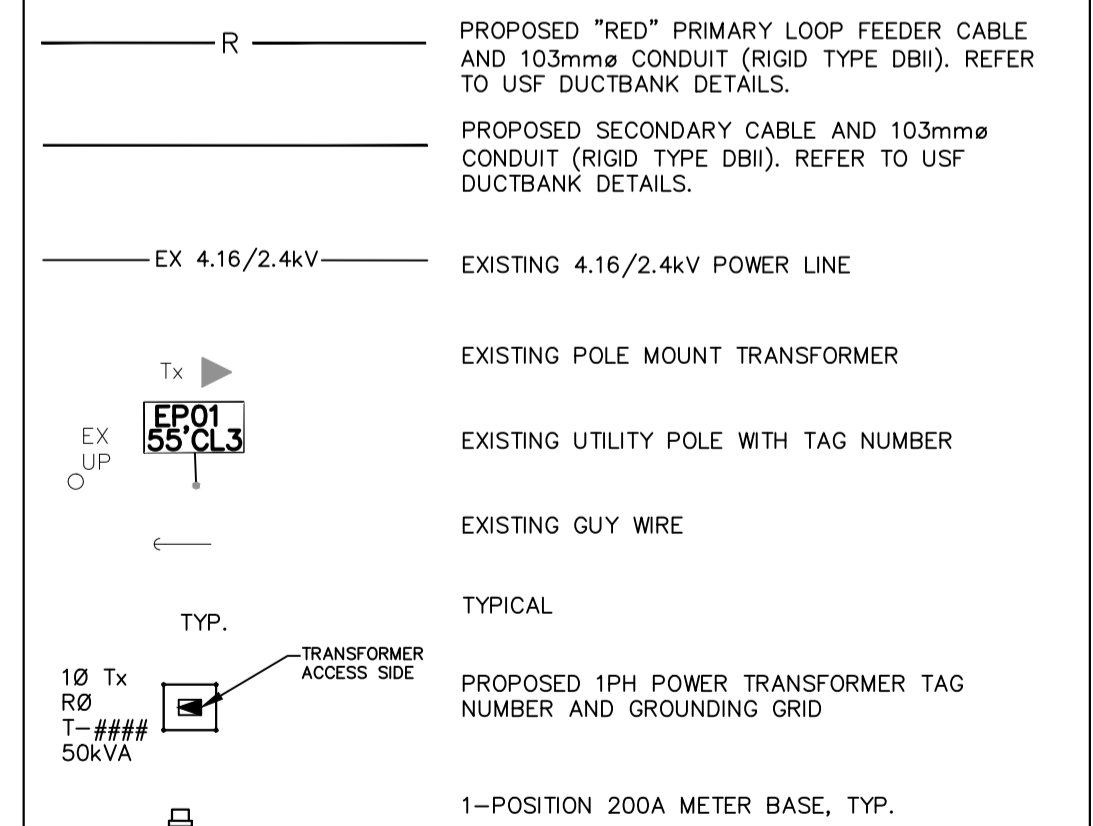 R
PROPOSED "RED" PRIMARY LOOP FEEDER CABLE
AND 103mmø CONDUIT (RIGID TYPE DBII). REFER
TO USF DUCTBANK DETAILS.
PROPOSED SECONDARY CABLE AND 103mmø
CONDUIT (RIGID TYPE DBII). REFER TO USF
DUCTBANK DETAILS.
EX 4.16/2.4kV
EXISTING 4.16/2.4kV POWER LINE
Tx
EXISTING POLE MOUNT TRANSFORMER
EX
UP
EP01
55'CL3
EXISTING UTILITY POLE WITH TAG NUMBER
EXISTING GUY WIRE
TYP.
TYPICAL
1Ø Tx
RØ
T-####
50kVA
TRANSFORMER
ACCESS SIDE
PROPOSED 1PH POWER TRANSFORMER TAG
NUMBER AND GROUNDING GRID
1-POSITION 200A METER BASE, TYP.